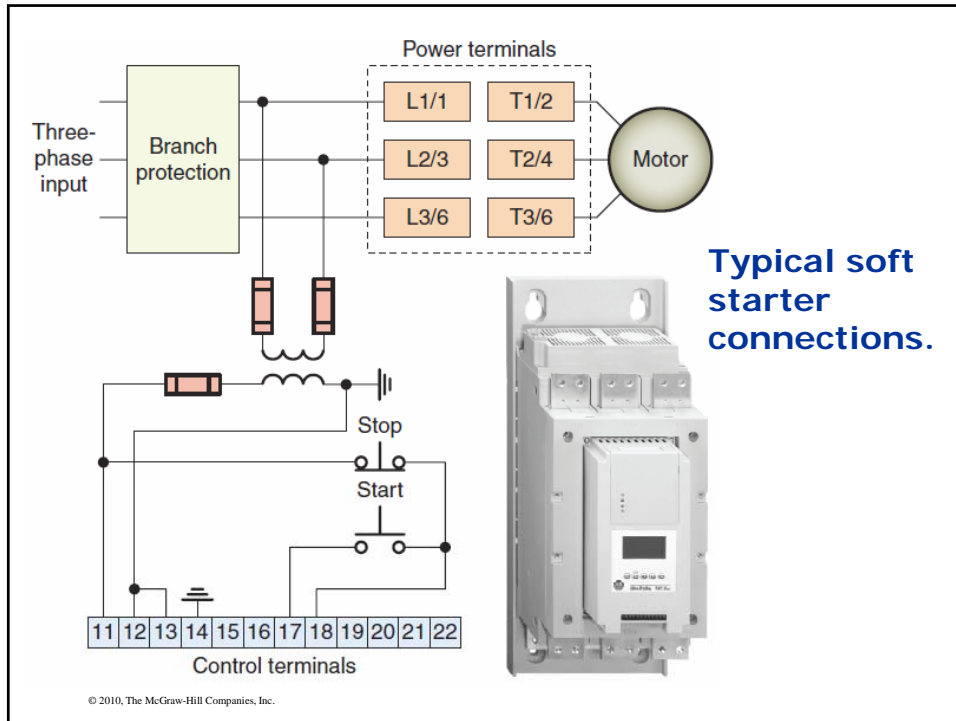 Power terminals
L1/1 T1/2
Three-
phase
input
Branch
protection
L2/3 T2/4
Motor
L3/6 T3/6
Typical soft
starter
connections.
Stop
Start
11 12 13 14 15 16 17 18 19 20 21 22
Control terminals
© 2010, The McGraw-Hill Companies, Inc.